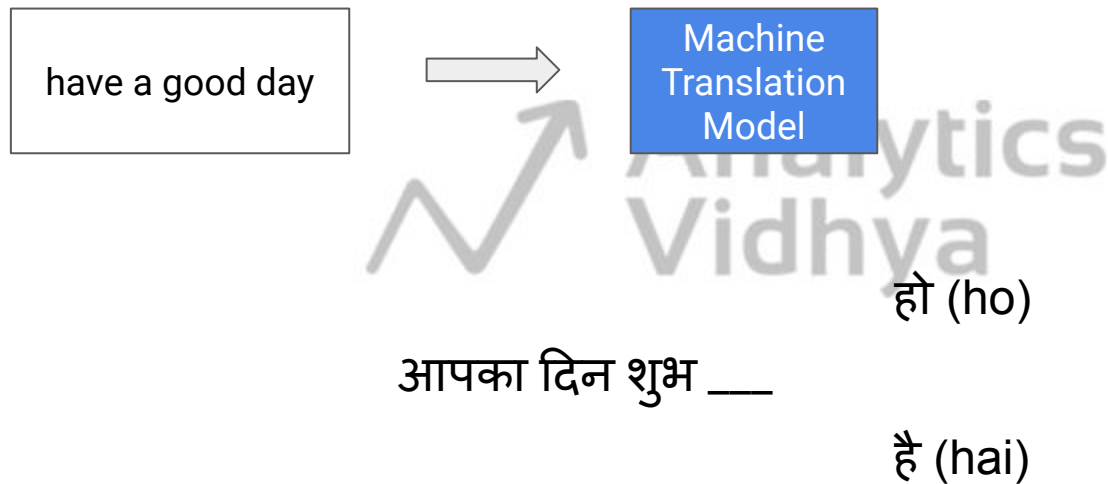 have a good day
Machine
Translation
Model
Analytics
Vidhya
हो (ho)
आपका दिन शुभ ___
है (hai)